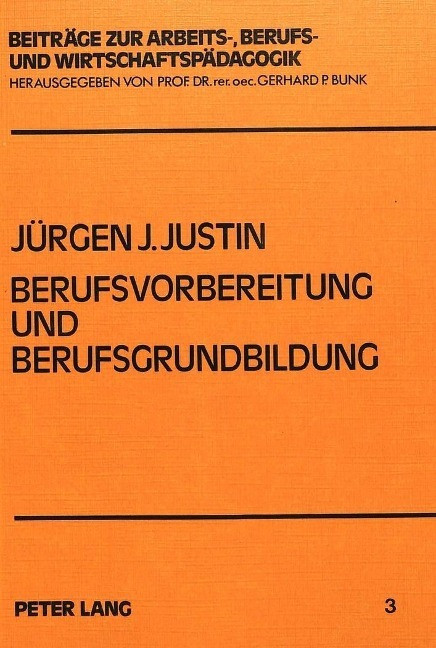 BEITRÄGE ZUR ARBEITS-, BERUFS-
UND WIRTSCHAFTSPÄDAGOGIK
HERAUSGEGEBEN VON PROF. DR. rer. oec. GERHARD P. BUNK
JÜRGEN J. JUSTIN
BERUFSVORBEREITUNG
UND
BERUFSGRUNDBILDUNG
PETER LANG
3